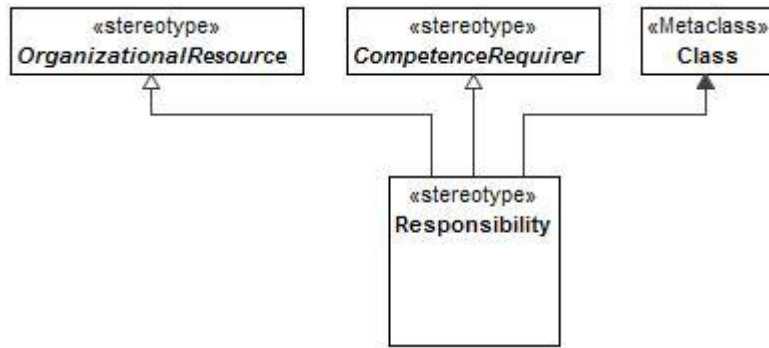 «stereotype»
OrganizationalResource
«stereotype»
CompetenceRequirer
«Metaclass»
Class
«stereotype»
Responsibility